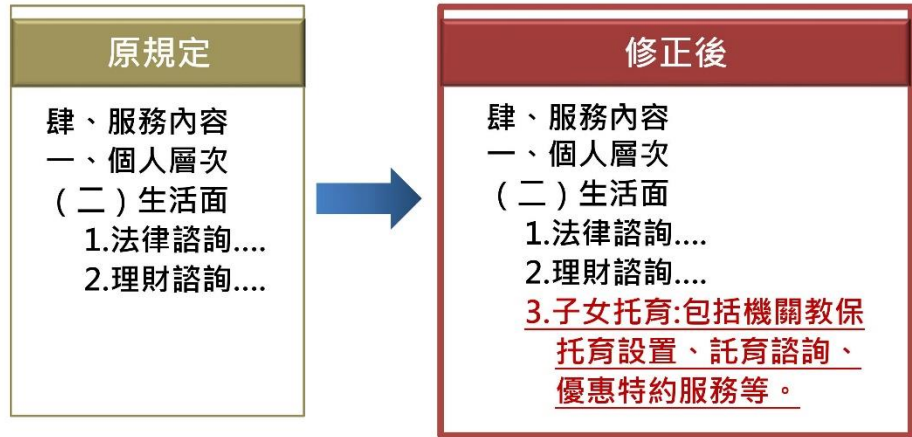 原規定
肆、服務內容
一、個人層次
(二)生活面
1.法律諮詢....
2.理財諮詢....
修正後
肆、服務內容
一、個人層次
(二)生活面
1.法律諮詢....
2.理財諮詢....
3.子女托育:包括機關教保
托育設置、託育諮詢、
優惠特約服務等。